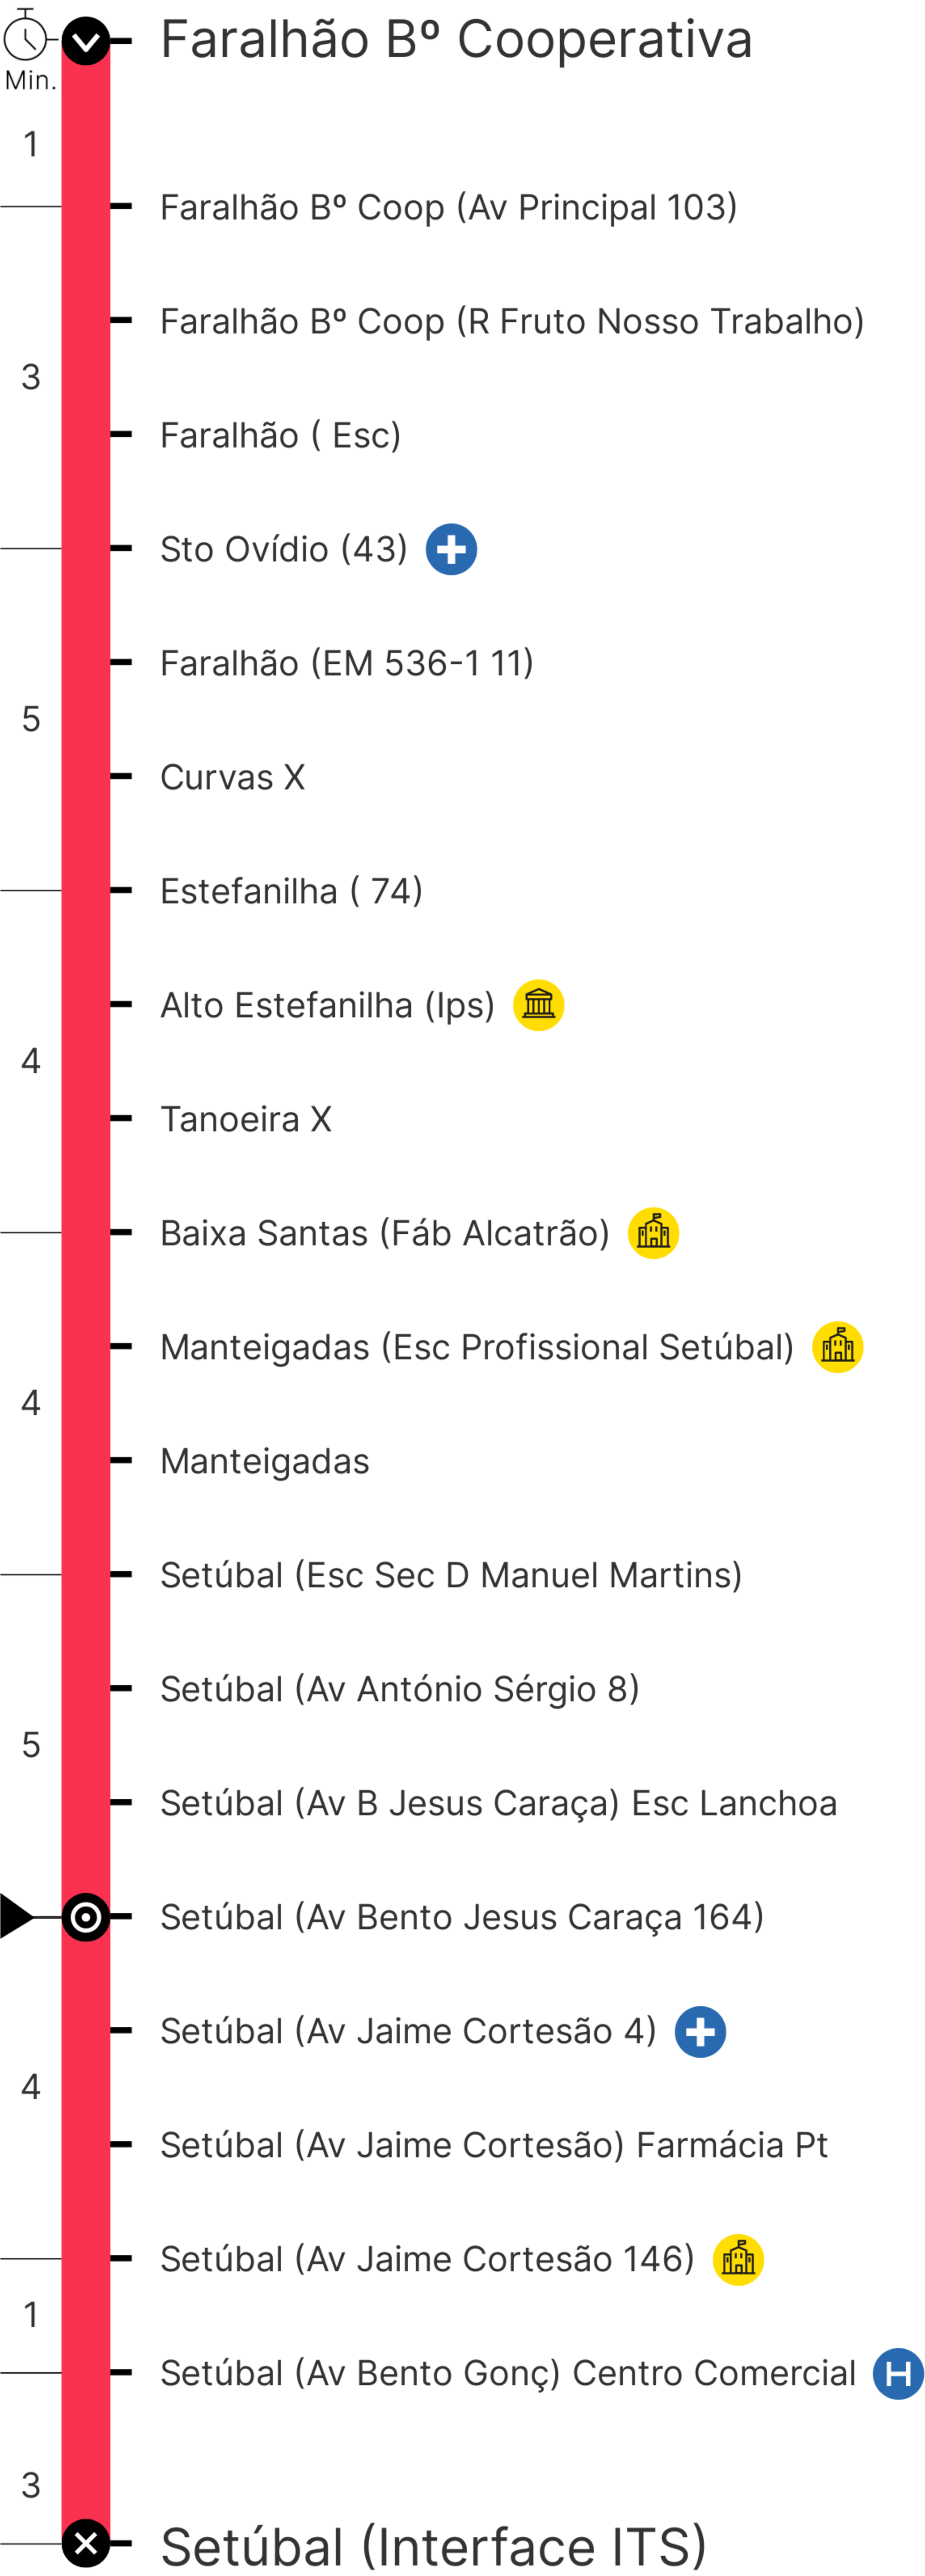 Faralhão Bº Cooperativa
Min.
1
Faralhão Bº Coop (Av Principal 103)
Faralhão Bº Coop (R Fruto Nosso Trabalho)
3
Faralhão ( Esc)
Sto Ovídio (43)
Faralhão (EM 536-1 11)
5
Curvas X
Estefanilha ( 74)
Alto Estefanilha (Ips)
4
Tanoeira X
Baixa Santas (Fáb Alcatrão)
Manteigadas (Esc Profissional Setúbal)
4
Manteigadas
Setúbal (Esc Sec D Manuel Martins)
Setúbal (Av António Sérgio 8)
5
Setúbal (Av B Jesus Caraça) Esc Lanchoa
Setúbal (Av Bento Jesus Caraça 164)
Setúbal (Av Jaime Cortesão 4)
4
Setúbal (Av Jaime Cortesão) Farmácia Pt
Setúbal (Av Jaime Cortesão 146)
1
Setúbal (Av Bento Gonç) Centro Comercial H
3
Setúbal (Interface ITS)